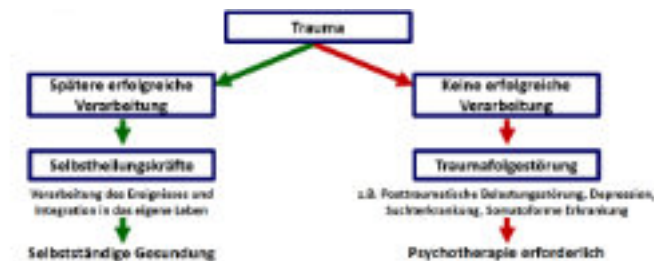 Trauma
Spätere erfolgreiche
Verarbeitung
Keine erfolgreiche
Verarbeitung
Selbstheilungskräfte
Traumafolgestörung
Verarbeitung des Ereignisses und
Integration in das eigene Leben
z.B. Posttraumatische Belastungsstörung, Depression,
Suchterkrankung, Somatoforme Erkrankung
Selbstständige Gesundung
Psychotherapie erforderlich